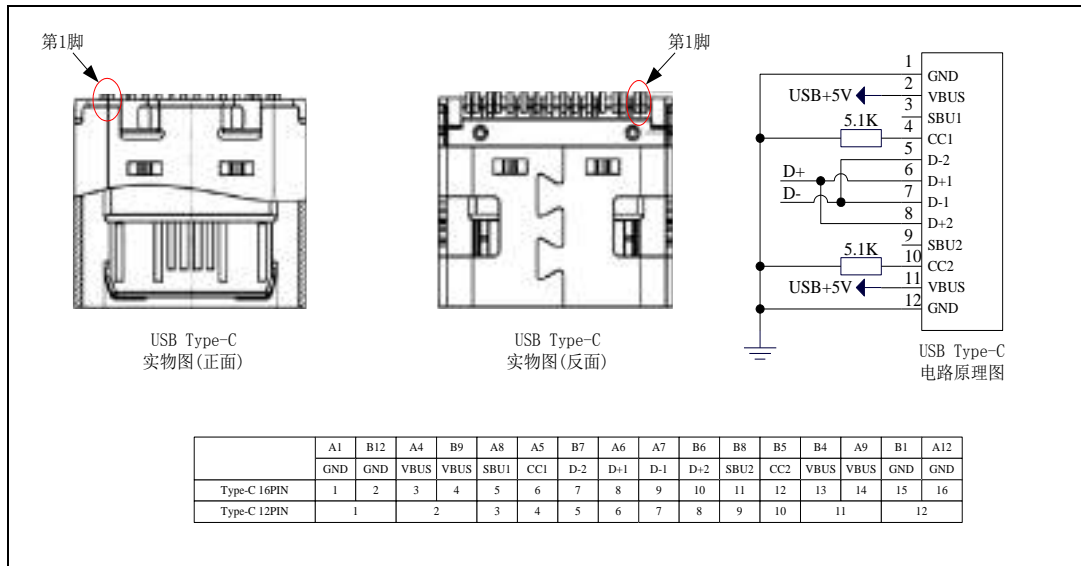 第1脚
第1脚
USB Type-C
实物图(正面)
USB Type-C
实物图(反面)
1
GND
2
USB+5V
VBUS
3
SBU1
5.1K
4
CC1
5
D-2
D+
6
D+1
D-
7
D-1
8
D+2
9
SBU2
5.1K
10
CC2
11
USB+5V
VBUS
12
GND
USB Type-C
电路原理图
A1 B12 A4 B9 A8 A5 B7 A6 A7 B6 B8 B5 B4 A9 B1 A12
GND GND VBUS VBUS SBU1 CC1 D-2 D+1 D-1 D+2 SBU2 CC2 VBUS VBUS GND GND
Type-C 16PIN 1 2 3 4 5 6 7 8 9 10 11 12 13 14 15 16
Type-C 12PIN 1 2 3 4 5 6 7 8 9 10 11 12